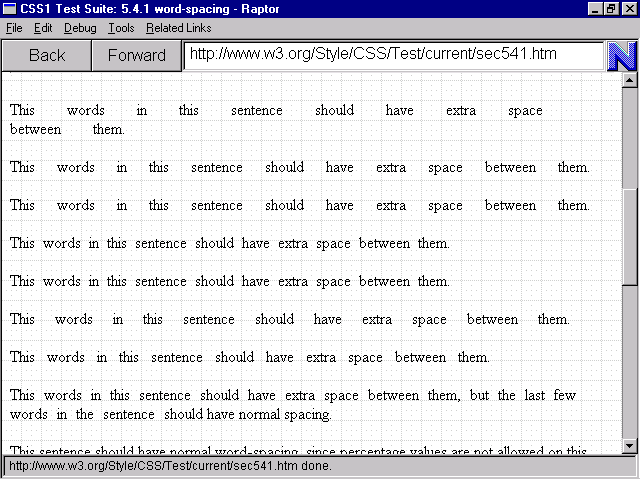 CSS1 Test Suite: 5.4.1 word-spacing - Raptor
File Edit Debug Tools Related Links
Back Forward http://www.w3.org/Style/CSS/Test/current/sec541.htm N
This words in this sentence should have extra space
between them.
This words in this sentence should have extra space between them.
This words in this sentence should have extra space between them.
This words in this sentence should have extra space between them.
This words in this sentence should have extra space between them.
This words in this sentence should have extra space between them.
This words in this sentence should have extra space between them.
This words in this sentence should have extra space between them, but the last few
words in the sentence should have normal spacing.
This sentence should have normal word-spacing, since percentage values are not allowed on this
http://www.w3.org/Style/CSS/Test/current/sec541.htm done.